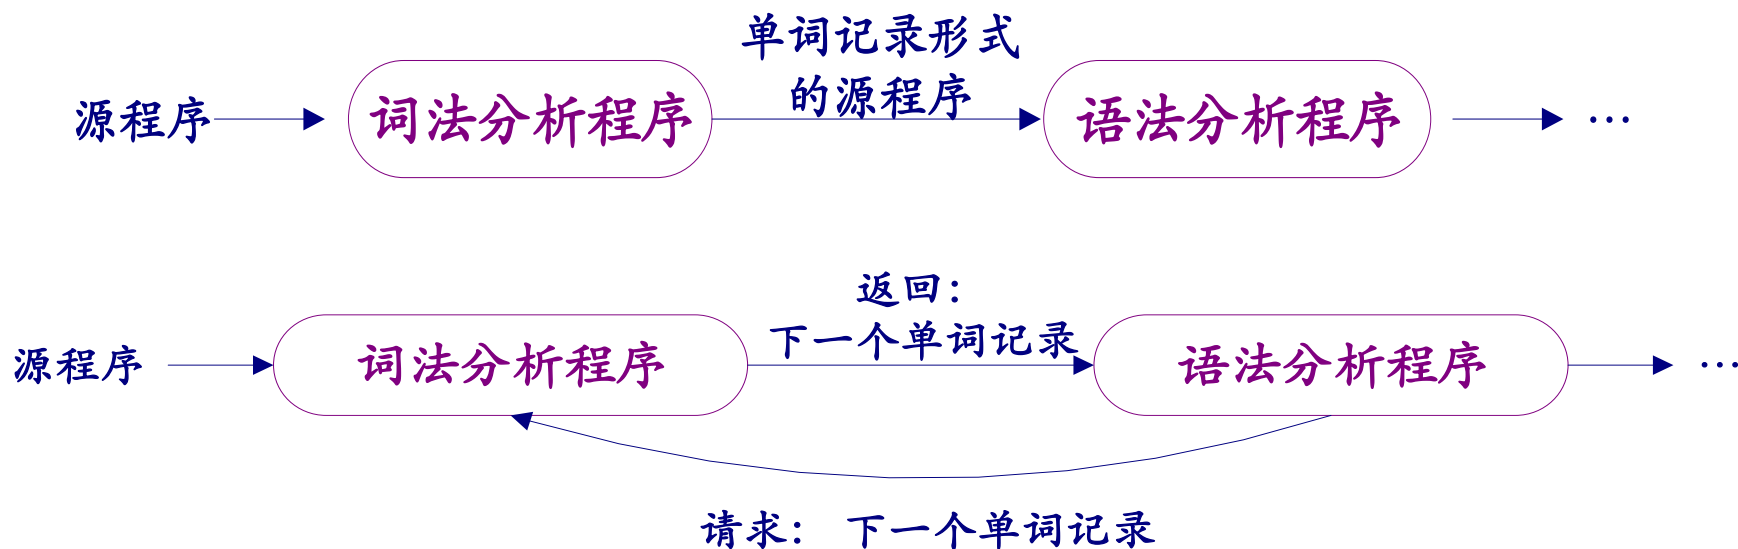 单词记录形式
的源程序
源程序
词法分析程序
语法分析程序
…
返回：
下一个单词记录
源程序
词法分析程序
语法分析程序
…
请求： 下一个单词记录